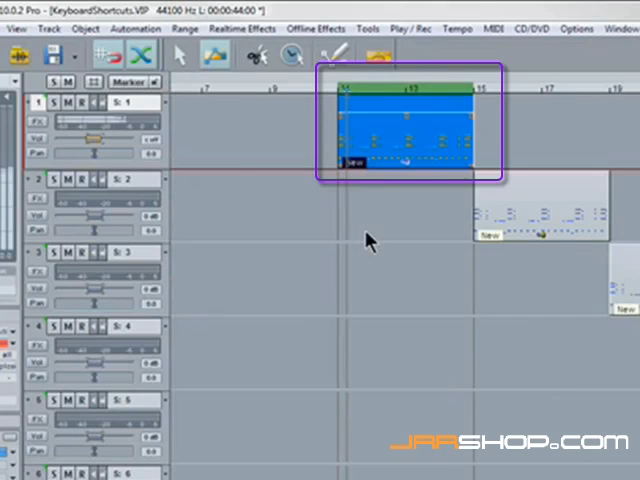 10.0.2 Pro - [KeyboardShortcuts.VIP 44100 Hz L: 00:00:44:00 *]
View Track Object Range Realtime Effects Offline Effects Tools Play / Rec Tempo MIDI CD/DVD Options Window
S M Marker
7 11 13 15 17 19
1 S M R S: 1
FX
Vol
Pan 0.0
New
2 S M R S: 2
FX
Vol 0 dB
Pan 0.0
New
3 S M R S: 3
FX
Vol 0 dB
Pan 0.0
New
4 S M R S: 4
FX
Vol 0 dB
Pan 0.0
5 S M R S: 5
FX
Vol 0 dB
Pan 0.0
JRRSHOP.COM
6 S M R S: 6